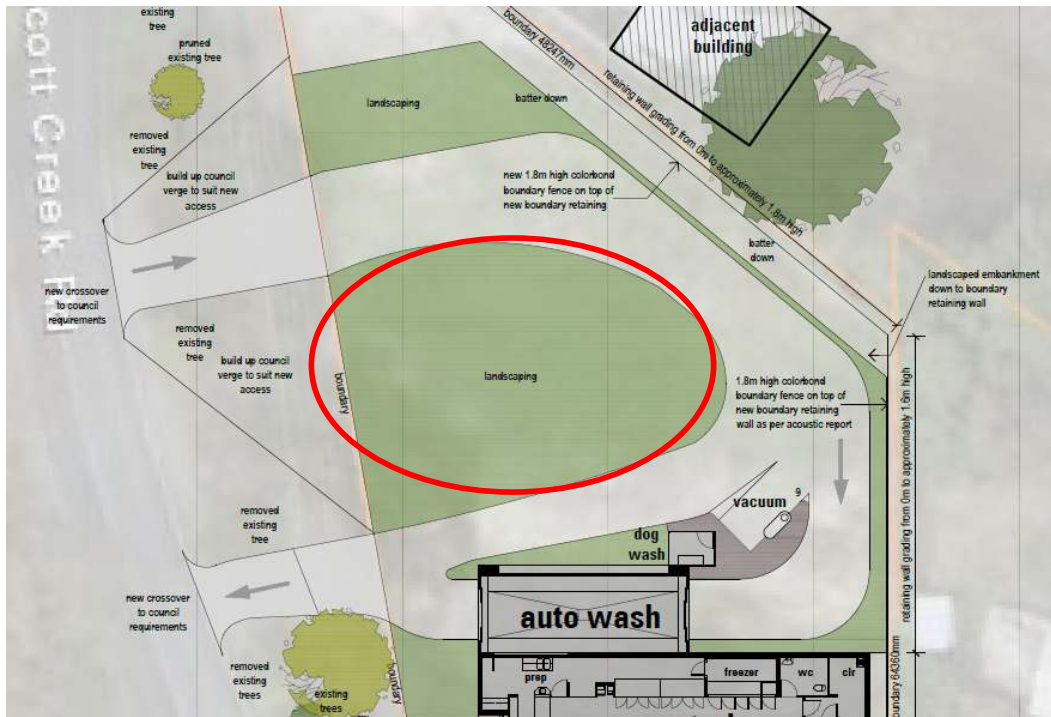 existing
tree
pruned
existing tree
removed
existing
tree
build up council
verge to suit new
access
landscaping
batter down
boundary 48247mm
adjacent
building
retaining wall grading from 0m to approximately 1.8m high
new 1.8m high colorbond
boundary fence on top of
new boundary retaining
batter
down
landscaped embankment
down to boundary
retaining wall
cott Creek Rd
new crossover
to council
requirements
removed
existing
tree
build up council
verge to suit new
access
boundary
landscaping
1.8m high colorbond
boundary fence on top of
new boundary retaining
wall as per acoustic report
retaining wall grading from 0m to approximately 1.6m high
vacuum
9
dog
wash
removed
existing
tree
new crossover
to council
requirements
auto wash
removed
existing
trees
existing
trees
boundary
prep
freezer
wc
clr
boundary 64360mm